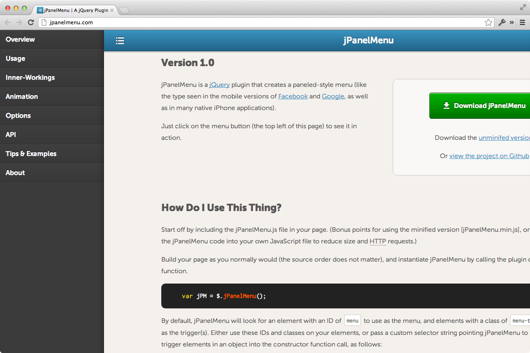 jPanelMenu | A jQuery Plugin
jpanelmenu.com
Overview
Usage
Inner-Workings
Animation
Options
API
Tips & Examples
About
jPanelMenu
Version 1.0
jPanelMenu is a jQuery plugin that creates a paneled-style menu (like
the type seen in the mobile versions of Facebook and Google, as well
as in many native iPhone applications).
Just click on the menu button (the top left of this page) to see it in
action.
Download jPanelMenu
Download the unminified version
Or view the project on Github
How Do I Use This Thing?
Start off by including the jPanelMenu.js file in your page. (Bonus points for using the minified version [jPanelMenu.min.js], or
the jPanelMenu code into your own JavaScript file to reduce size and HTTP requests.)
Build your page as you normally would (the source order does not matter), and instantiate jPanelMenu by calling the plugin c
function.
var jPM = $.jPanelMenu();
By default, jPanelMenu will look for an element with an ID of menu to use as the menu, and elements with a class of menu-t
as the trigger(s). Either use these IDs and classes on your elements, or pass a custom selector string pointing jPanelMenu to
trigger elements in an object into the constructor function call, as follows: